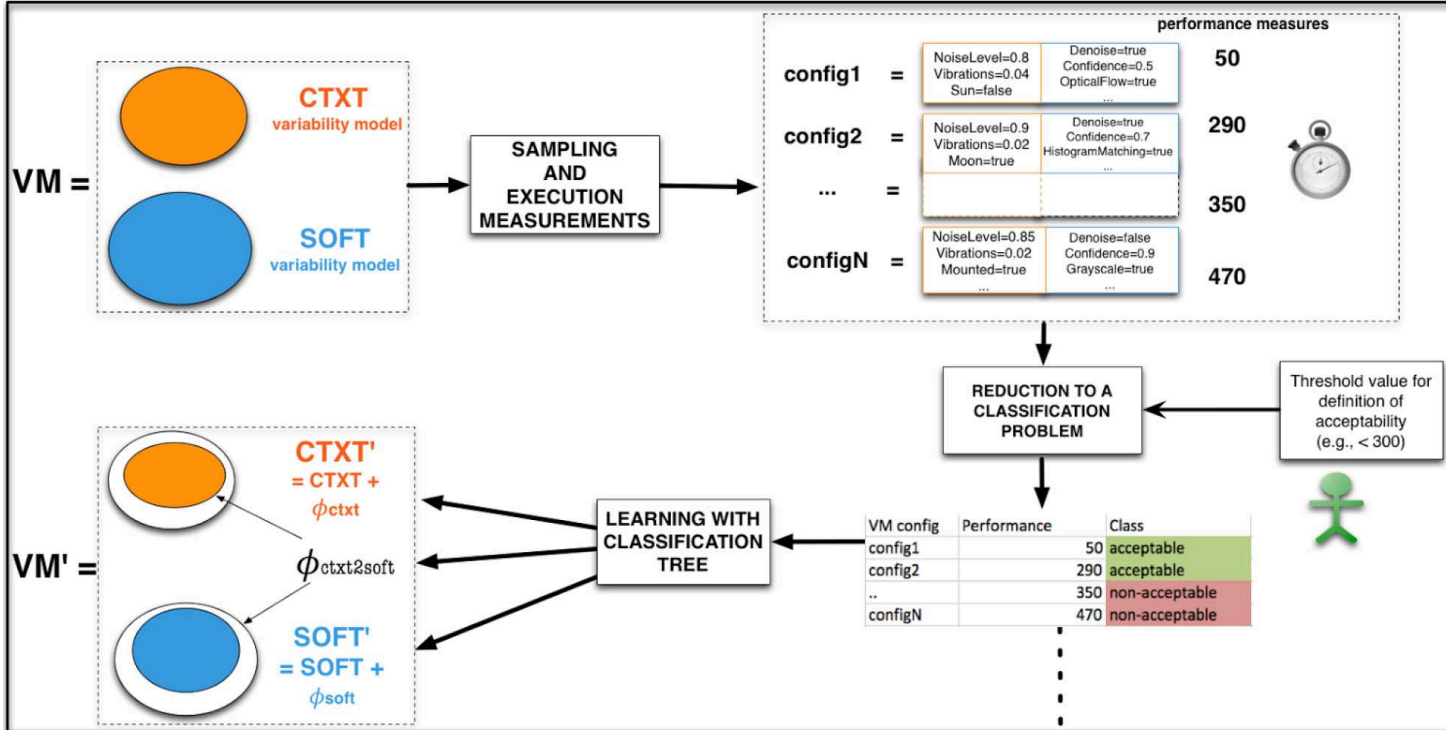 VM =
CTXT
variability model
SOFT
variability model
SAMPLING
AND
EXECUTION
MEASUREMENTS
performance measures
config1 =
NoiseLevel=0.8
Vibrations=0.04
Sun=false
Denoise=true
Confidence=0.5
OpticalFlow=true
...
50
config2 =
NoiseLevel=0.9
Vibrations=0.02
Moon=true
Denoise=true
Confidence=0.7
HistogramMatching=true
...
290
... =
350
configN =
NoiseLevel=0.85
Vibrations=0.02
Mounted=true
...
Denoise=false
Confidence=0.9
Grayscale=true
...
470
REDUCTION TO A
CLASSIFICATION
PROBLEM
Threshold value for
definition of
acceptability
(e.g., < 300)
VM config Performance Class
config1 50 acceptable
config2 290 acceptable
.. 350 non-acceptable
configN 470 non-acceptable
LEARNING WITH
CLASSIFICATION
TREE
VM' =
CTXT'
= CTXT +
ϕctxt
ϕctxt2soft
SOFT'
= SOFT +
ϕsoft